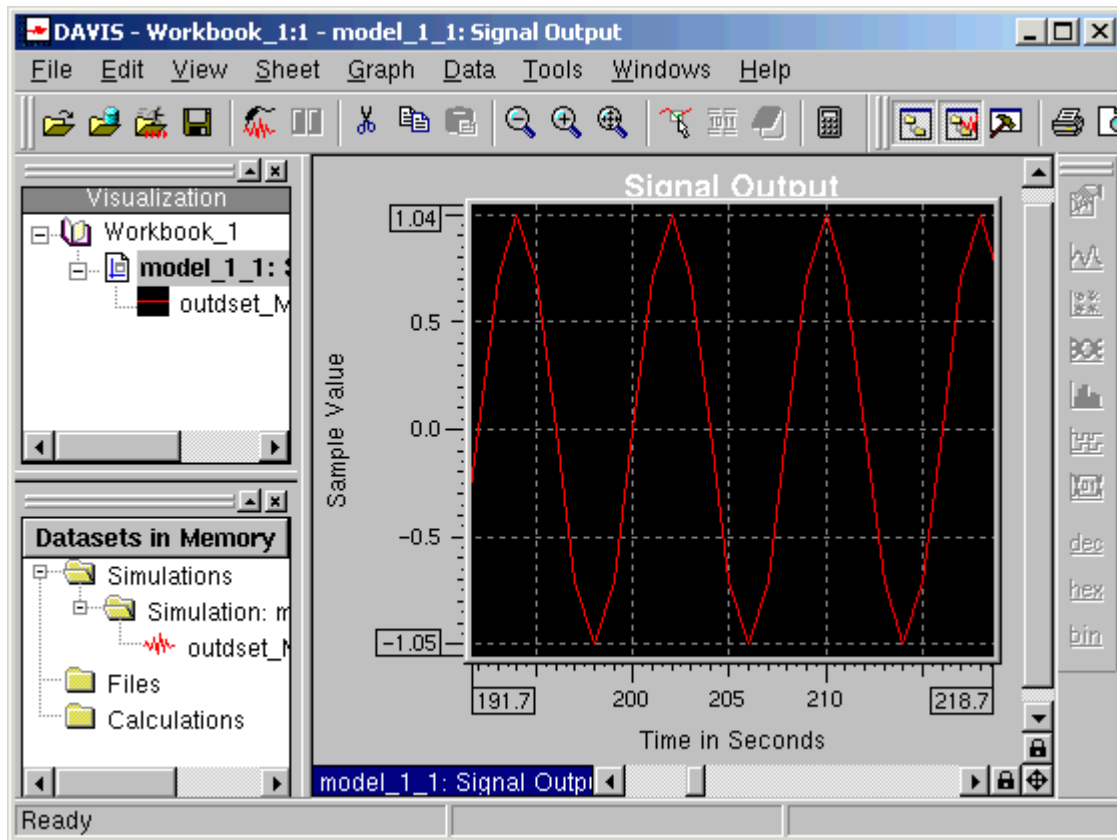 DAVIS - Workbook_1:1 - model_1_1: Signal Output
File Edit View Sheet Graph Data Tools Windows Help
Visualization
Workbook_1
model_1_1: S
outdset_M
Datasets in Memory
Simulations
Simulation: m
outdset_M
Files
Calculations
Signal Output
1.04
0.5
0.0
-0.5
-1.05
Sample Value
191.7 200 205 210 218.7
Time in Seconds
model_1_1: Signal Outpu
dec
hex
bin
Ready